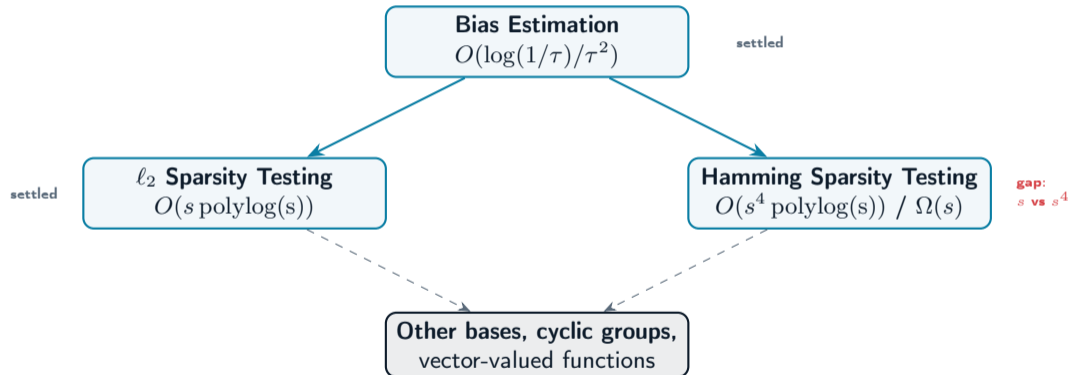 Bias Estimation
O(log(1/τ)/τ²)
settled
settled
ℓ₂ Sparsity Testing
O(s polylog(s))
Hamming Sparsity Testing
O(s⁴ polylog(s)) / Ω(s)
gap:
s vs s⁴
Other bases, cyclic groups,
vector-valued functions